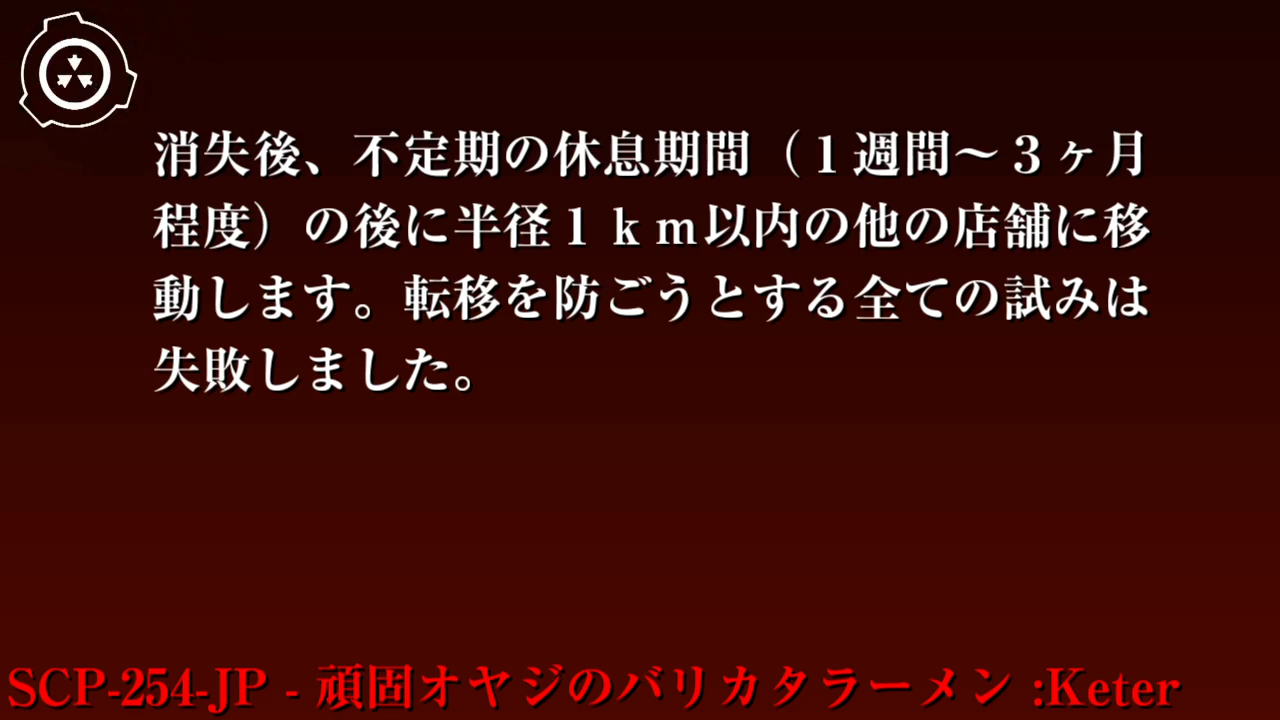 消失後、不定期の休息期間（１週間～３ヶ月
程度）の後に半径１ｋｍ以内の他の店舗に移
動します。転移を防ごうとする全ての試みは
失敗しました。
SCP-254-JP - 頑固オヤジのバリカタラーメン :Keter